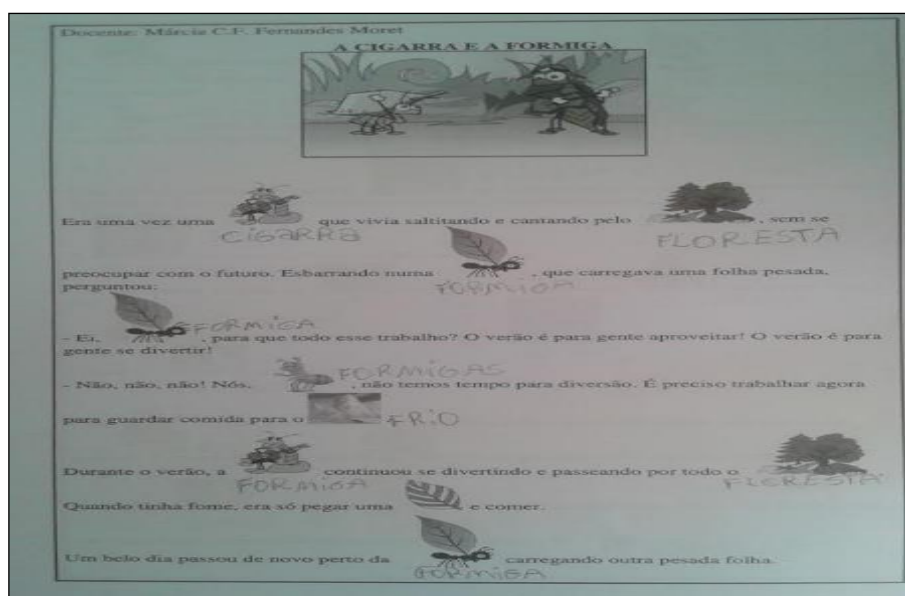 Docente: Márcia C.F. Fernandes Moret
A CIGARRA E A FORMIGA
Era uma vez uma que vivia saltitando e cantando pelo , sem se
CIGARRA FLORESTA
preocupar com o futuro. Esbarrando numa , que carregava uma folha pesada,
perguntou: FORMIGA
FORMIGA
- Ei, , para que todo esse trabalho? O verão é para gente aproveitar! O verão é para
gente se divertir!
FORMIGAS
- Não, não, não! Nós, , não temos tempo para diversão. É preciso trabalhar agora
para guardar comida para o FRIO
Durante o verão, a continuou se divertindo e passeando por todo o
FORMIGA FLORESTA
Quando tinha fome, era só pegar uma e comer.
Um belo dia passou de novo perto da carregando outra pesada folha.
FORMIGA